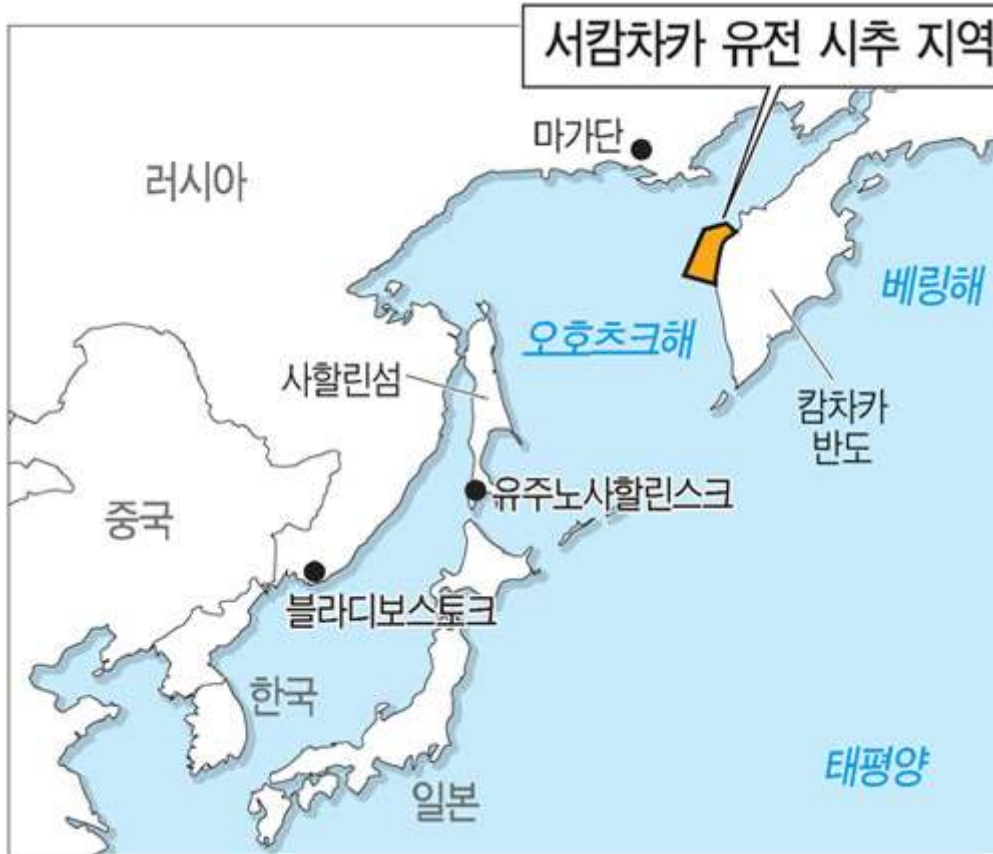 서캄차카 유전 시추 지역
마가단
러시아
베링해
오호츠크해
사할린섬
캄차카
반도
유주노사할린스크
중국
블라디보스토크
한국
태평양
일본